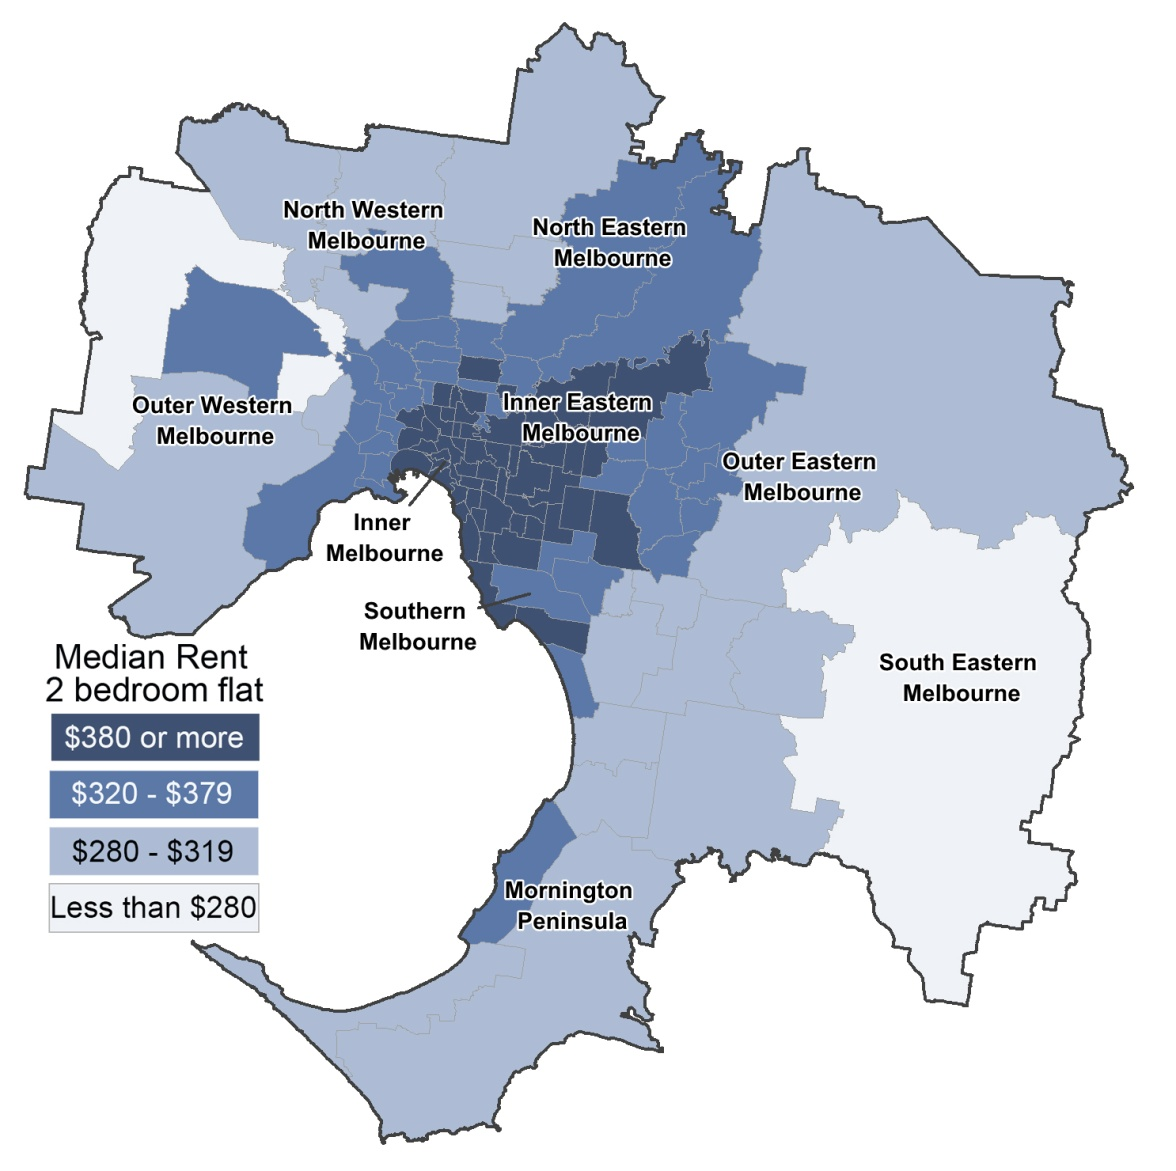 North Western
Melbourne
North Eastern
Melbourne
Outer Western
Melbourne
Inner Eastern
Melbourne
Outer Eastern
Melbourne
Inner
Melbourne
Southern
Melbourne
South Eastern
Melbourne
Mornington
Peninsula
Median Rent
2 bedroom flat
$380 or more
$320 - $379
$280 - $319
Less than $280